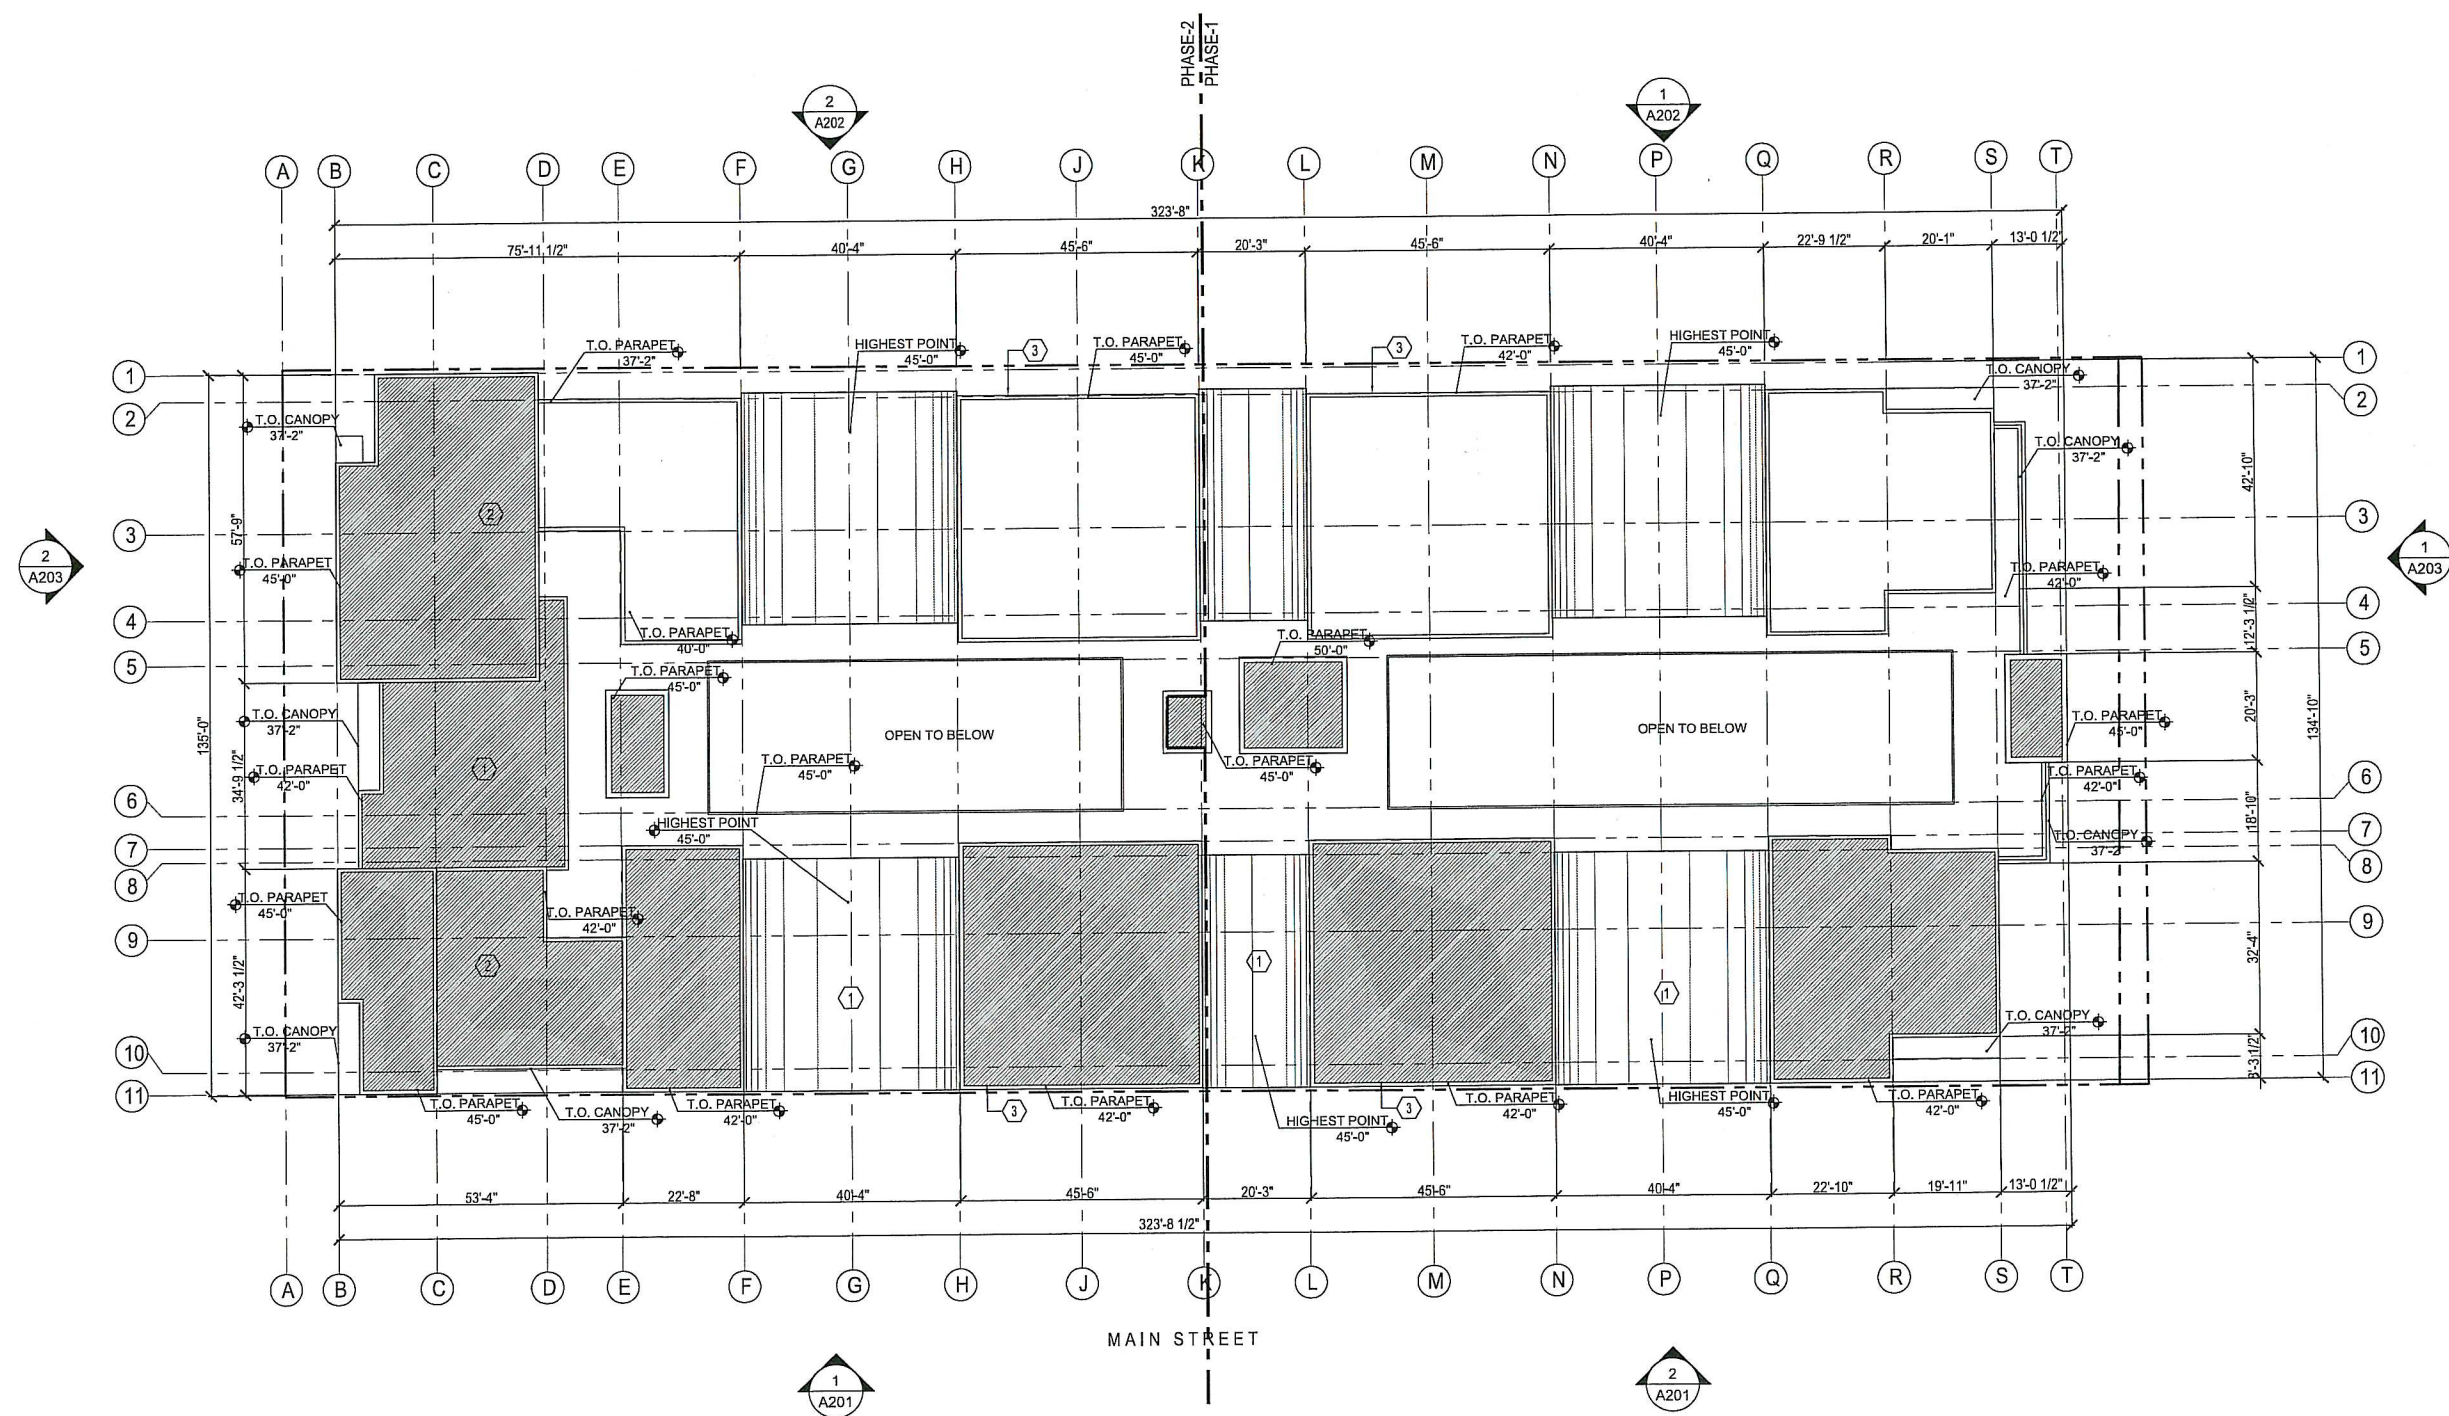 PHASE-2
PHASE-1
2
A202
1
A202
A B C D E F G H J K L M N P Q R S T
323'-8"
75'-11 1/2" 40'-4" 45'-6" 20'-3" 45'-6" 40'-4" 22'-9 1/2" 20'-1" 13'-0 1/2"
T.O. PARAPET
37'-2"
HIGHEST POINT
45'-0"
3
T.O. PARAPET
45'-0"
3
T.O. PARAPET
42'-0"
HIGHEST POINT
45'-0"
T.O. CANOPY
37'-2"
1
2
3
4
5
6
7
8
9
10
11
1
2
3
4
5
6
7
8
9
10
11
T.O. CANOPY
37'-2"
T.O. CANOPY
37'-2"
2
A203
1
A203
135'-0"
57'-9"
34'-9 1/2"
42'-3 1/2"
42'-10"
12'-3 1/2"
20'-3"
18'-10"
32'-4"
8'-3 1/2"
134'-10"
2
T.O. PARAPET
45'-0"
T.O. PARAPET
42'-0"
T.O. PARAPET
40'-0"
T.O. PARAPET
50'-0"
T.O. PARAPET
45'-0"
T.O. CANOPY
37'-2"
OPEN TO BELOW
OPEN TO BELOW
T.O. PARAPET
45'-0"
T.O. PARAPET
42'-0"
1
T.O. PARAPET
45'-0"
T.O. PARAPET
45'-0"
T.O. PARAPET
42'-0"
HIGHEST POINT
45'-0"
T.O. CANOPY
37'-2"
T.O. PARAPET
45'-0"
T.O. PARAPET
42'-0"
2
1
1
1
T.O. CANOPY
37'-2"
T.O. CANOPY
37'-2"
T.O. PARAPET
45'-0"
T.O. CANOPY
37'-2"
T.O. PARAPET
42'-0"
3
T.O. PARAPET
42'-0"
HIGHEST POINT
45'-0"
3
T.O. PARAPET
42'-0"
HIGHEST POINT
45'-0"
T.O. PARAPET
42'-0"
53'-4" 22'-8" 40'-4" 45'-6" 20'-3" 45'-6" 40'-4" 22'-10" 19'-11" 13'-0 1/2"
323'-8 1/2"
A B C D E F G H J K L M N P Q R S T
MAIN STREET
1
A201
2
A201